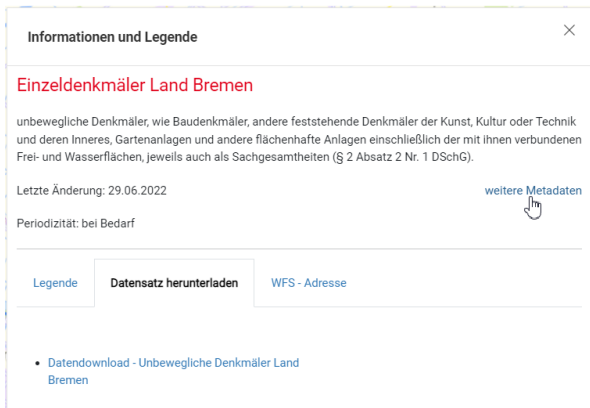 Informationen und Legende
Einzeldenkmäler Land Bremen
unbewegliche Denkmäler, wie Baudenkmäler, andere feststehende Denkmäler der Kunst, Kultur oder Technik
und deren Inneres, Gartenanlagen und andere flächenhafte Anlagen einschließlich der mit ihnen verbundenen
Frei- und Wasserflächen, jeweils auch als Sachgesamtheiten (§ 2 Absatz 2 Nr. 1 DSchG).
Letzte Änderung: 29.06.2022 weitere Metadaten
Periodizität: bei Bedarf
Legende Datensatz herunterladen WFS - Adresse
• Datendownload - Unbewegliche Denkmäler Land
Bremen